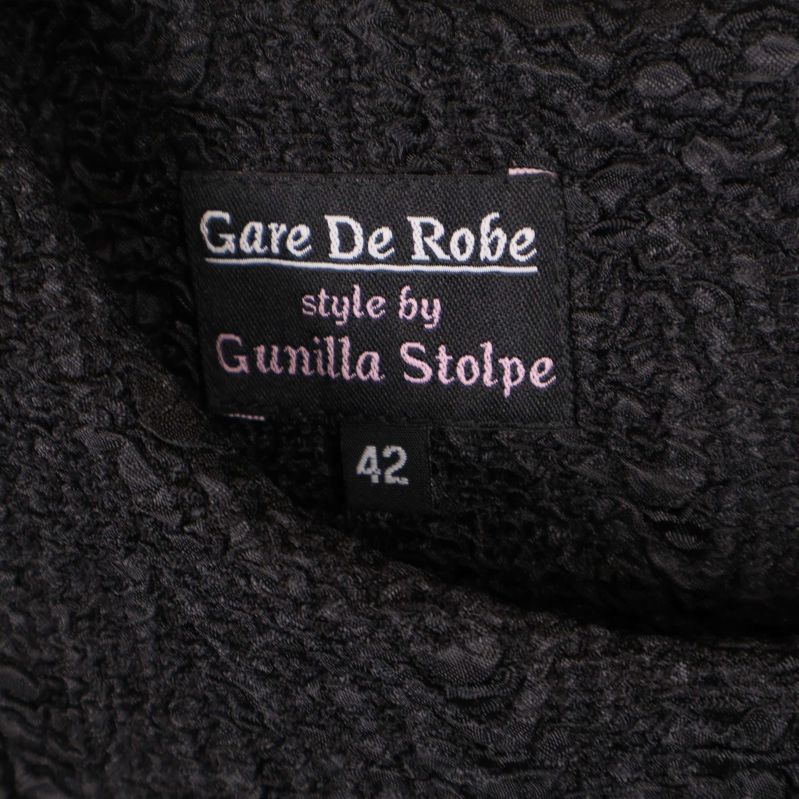 Gare De Robe
style by
Gunilla Stolpe
42